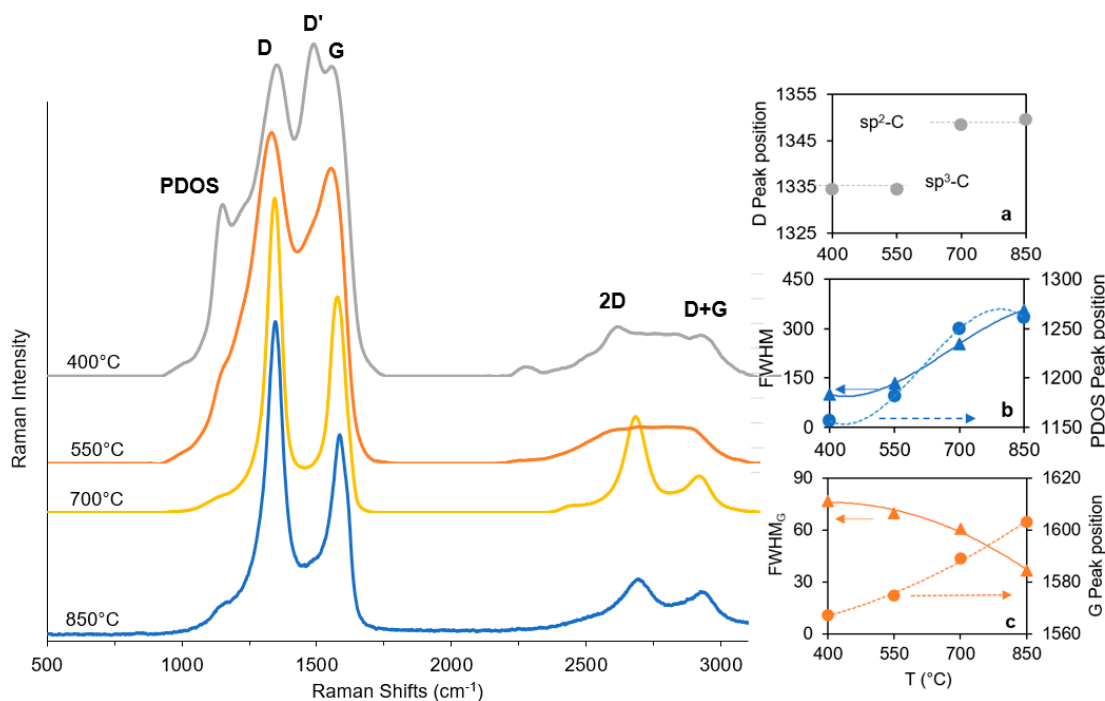 D'
D
G
PDOS
2D
D+G
400°C
550°C
700°C
850°C
Raman Intensity
500 1000 1500 2000 2500 3000
Raman Shifts (cm⁻¹)
1355
1345
1335
1325
D Peak position
sp²-C
sp³-C
a
400 550 700 850
450
300
150
0
FWHM
1300
1250
1200
1150
PDOS Peak position
b
400 550 700 850
90
60
30
0
FWHM_G
1620
1600
1580
1560
G Peak position
c
400 550 700 850
T (°C)